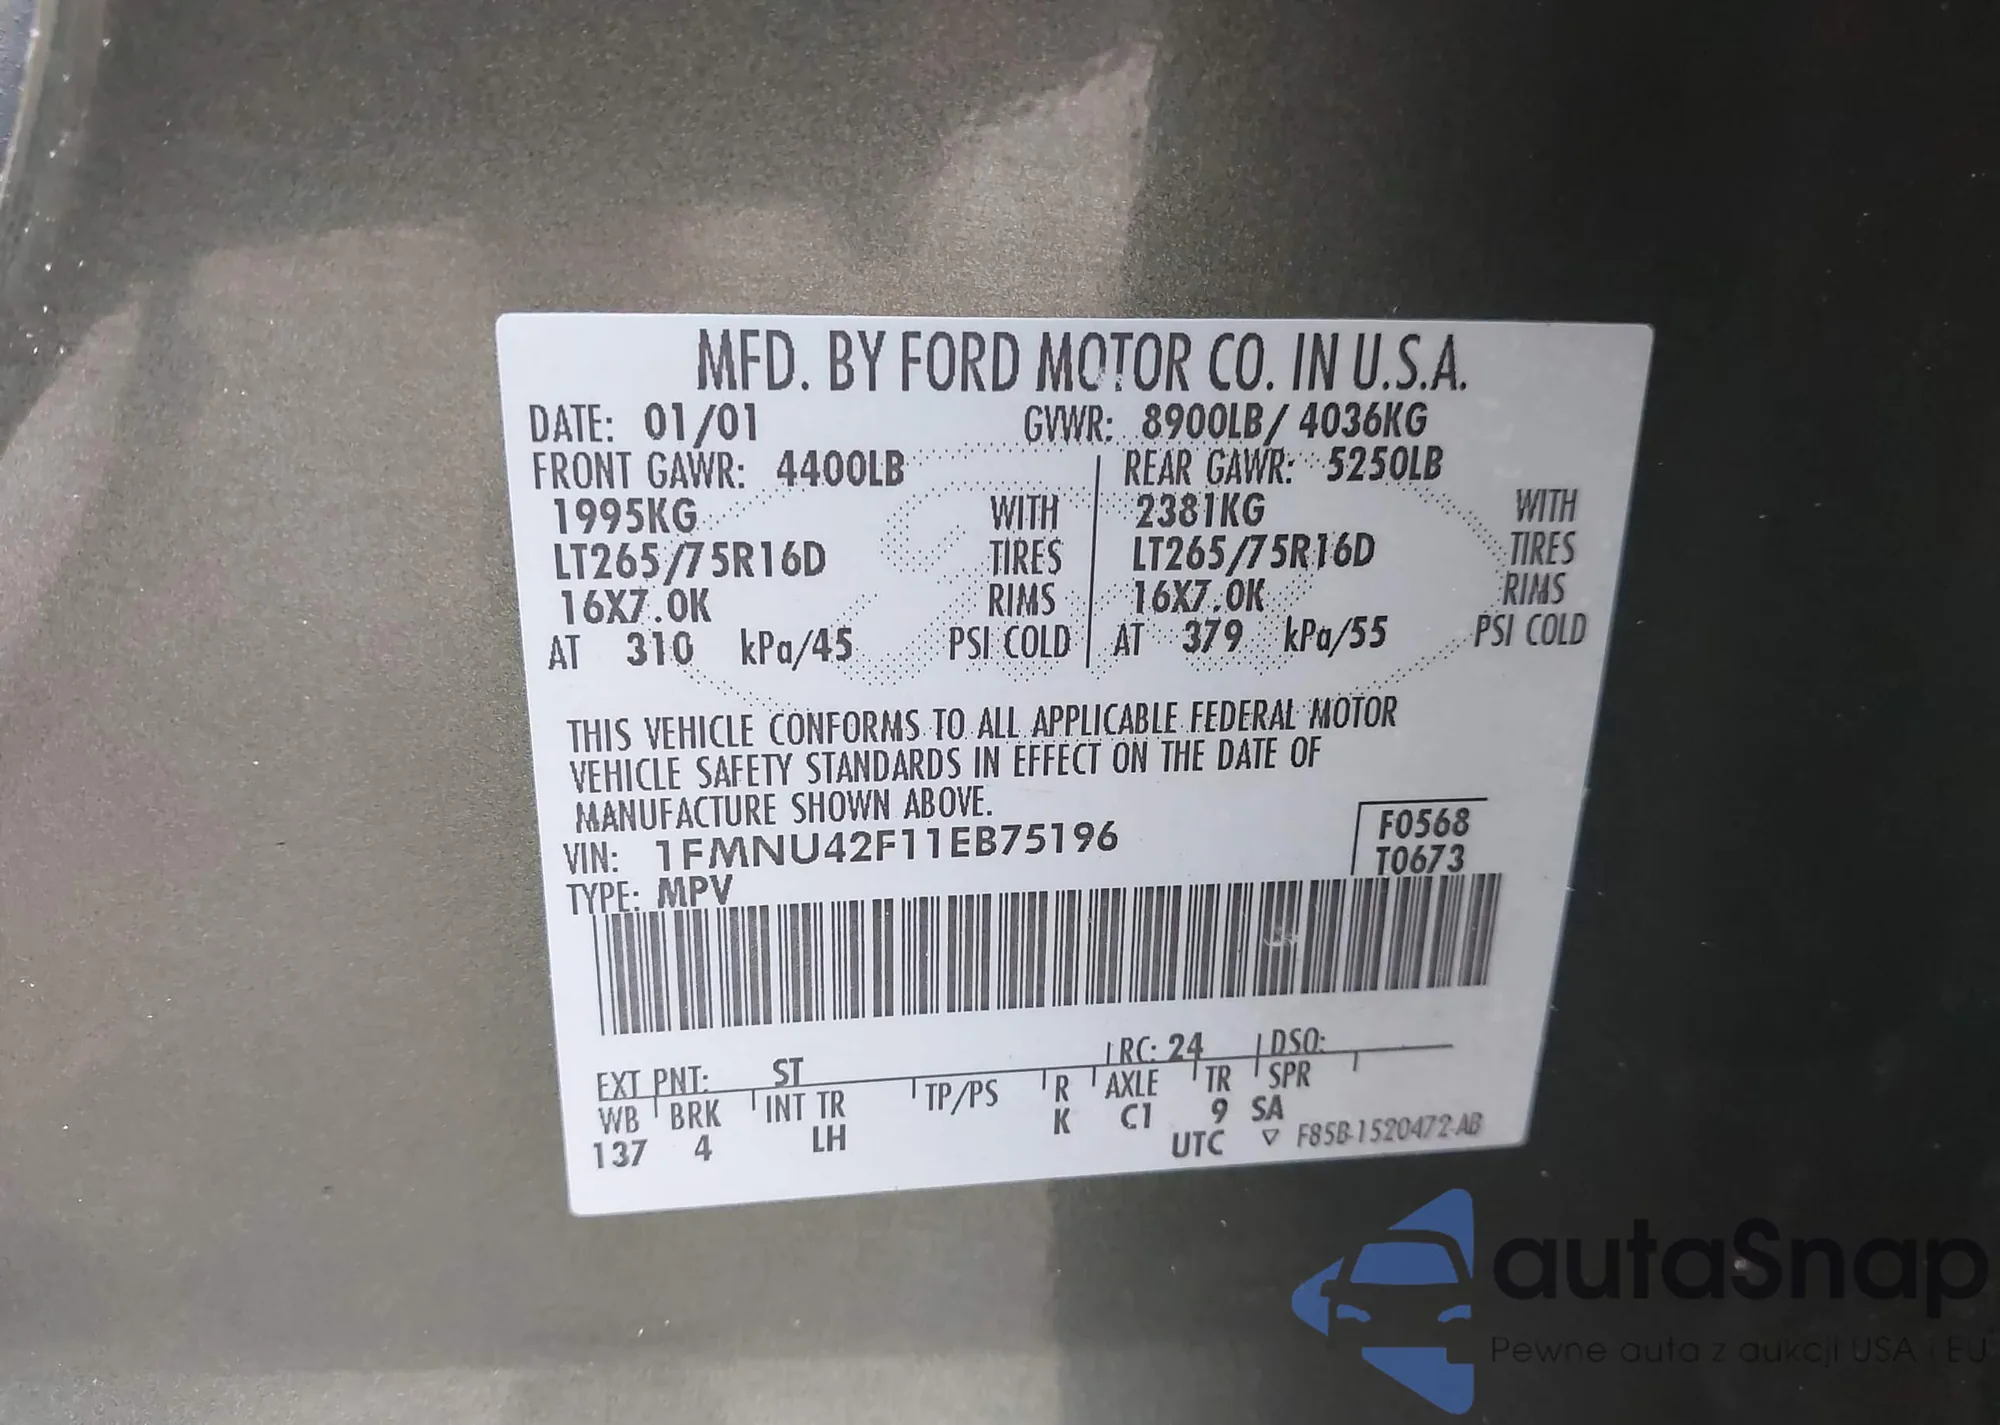 MFD. BY FORD MOTOR CO. IN U.S.A.
DATE: 01/01 GVWR: 8900LB/ 4036KG
FRONT GAWR: 4400LB REAR GAWR: 5250LB
1995KG WITH 2381KG WITH
LT265/75R16D TIRES LT265/75R16D TIRES
16X7.0K RIMS 16X7.0K RIMS
AT 310 kPa/45 PSI COLD AT 379 kPa/55 PSI COLD
THIS VEHICLE CONFORMS TO ALL APPLICABLE FEDERAL MOTOR
VEHICLE SAFETY STANDARDS IN EFFECT ON THE DATE OF
MANUFACTURE SHOWN ABOVE.
VIN: 1FMNU42F11EB75196 F0568
TYPE: MPV T0673
EXT PNT: ST RC: 24 DSO:
WB BRK INT TR TP/PS R AXLE TR SPR
137 4 LH K C1 9 SA
UTC ▽ F85B-1520472-AB
autaSnap
Pewne auta z aukcji USA i EU